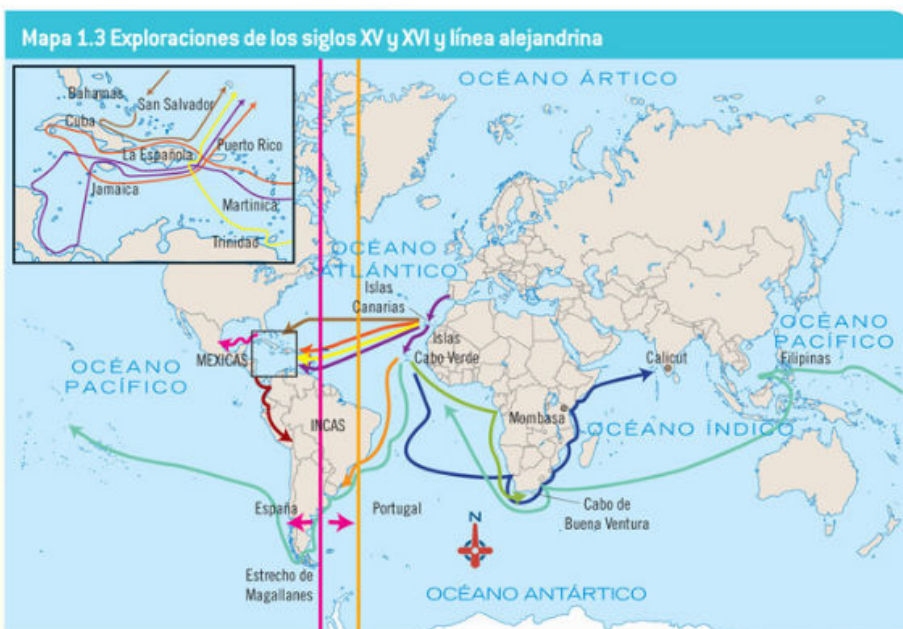 Mapa 1.3 Exploraciones de los siglos XV y XVI y línea alejandrina
OCÉANO ÁRTICO
Bahamas
San Salvador
Cuba
La Española
Puerto Rico
Jamaica
Martinica
Trinidad
OCÉANO
ATLÁNTICO
Islas
Canarias
Islas
Cabo Verde
MEXICAS
OCÉANO
PACÍFICO
INCAS
Calicut
OCÉANO
PACÍFICO
Filipinas
Mombasa
OCÉANO ÍNDICO
España
Portugal
Cabo de
Buena Ventura
N
Estrecho de
Magallanes
OCÉANO ANTÁRTICO